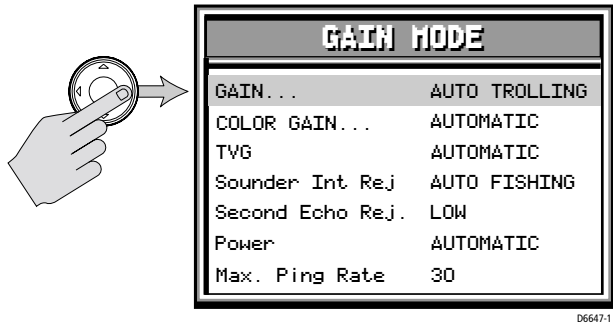 GAIN MODE
GAIN... AUTO TROLLING
COLOR GAIN... AUTOMATIC
TVG AUTOMATIC
Sounder Int Rej AUTO FISHING
Second Echo Rej. LOW
Power AUTOMATIC
Max. Ping Rate 30
D6647-1